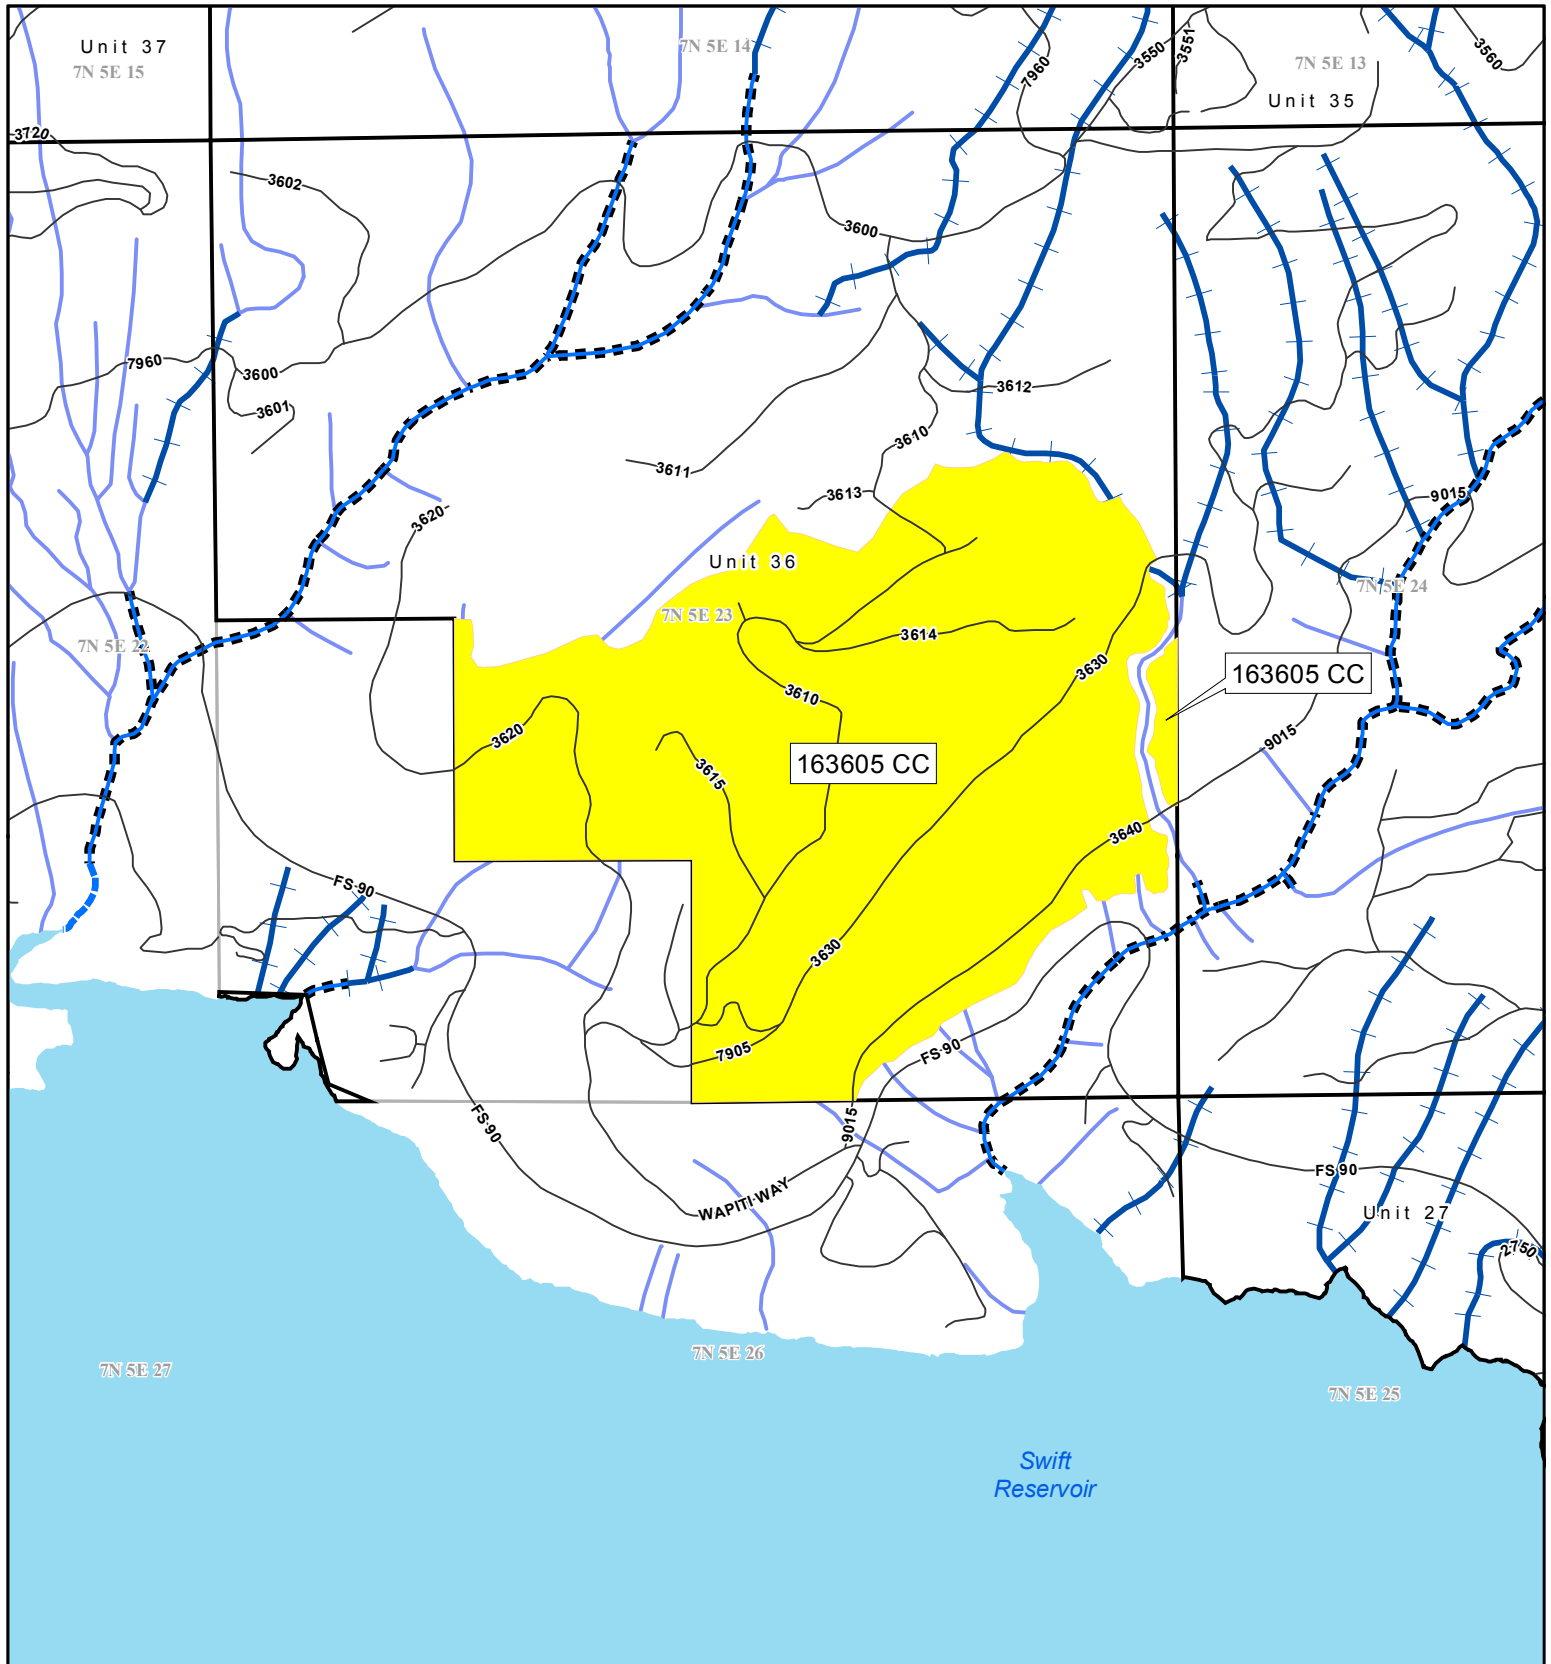 Unit 37
7N 5E 15
7N 5E 14
7960
3550
3551
7N 5E 13
3560
Unit 35
3720
3602
3600
7960
3600
3601
3612
3610
3611
3613
9015
3620
Unit 36
7N 5E 24
7N 5E 23
3614
7N 5E 22
3630
163605 CC
3610
3620
9015
163605 CC
3615
3640
FS 90
3630
7905
FS 90
FS 90
9015
FS 90
WAPITI WAY
Unit 27
2750
7N 5E 26
7N 5E 27
7N 5E 25
Swift
Reservoir